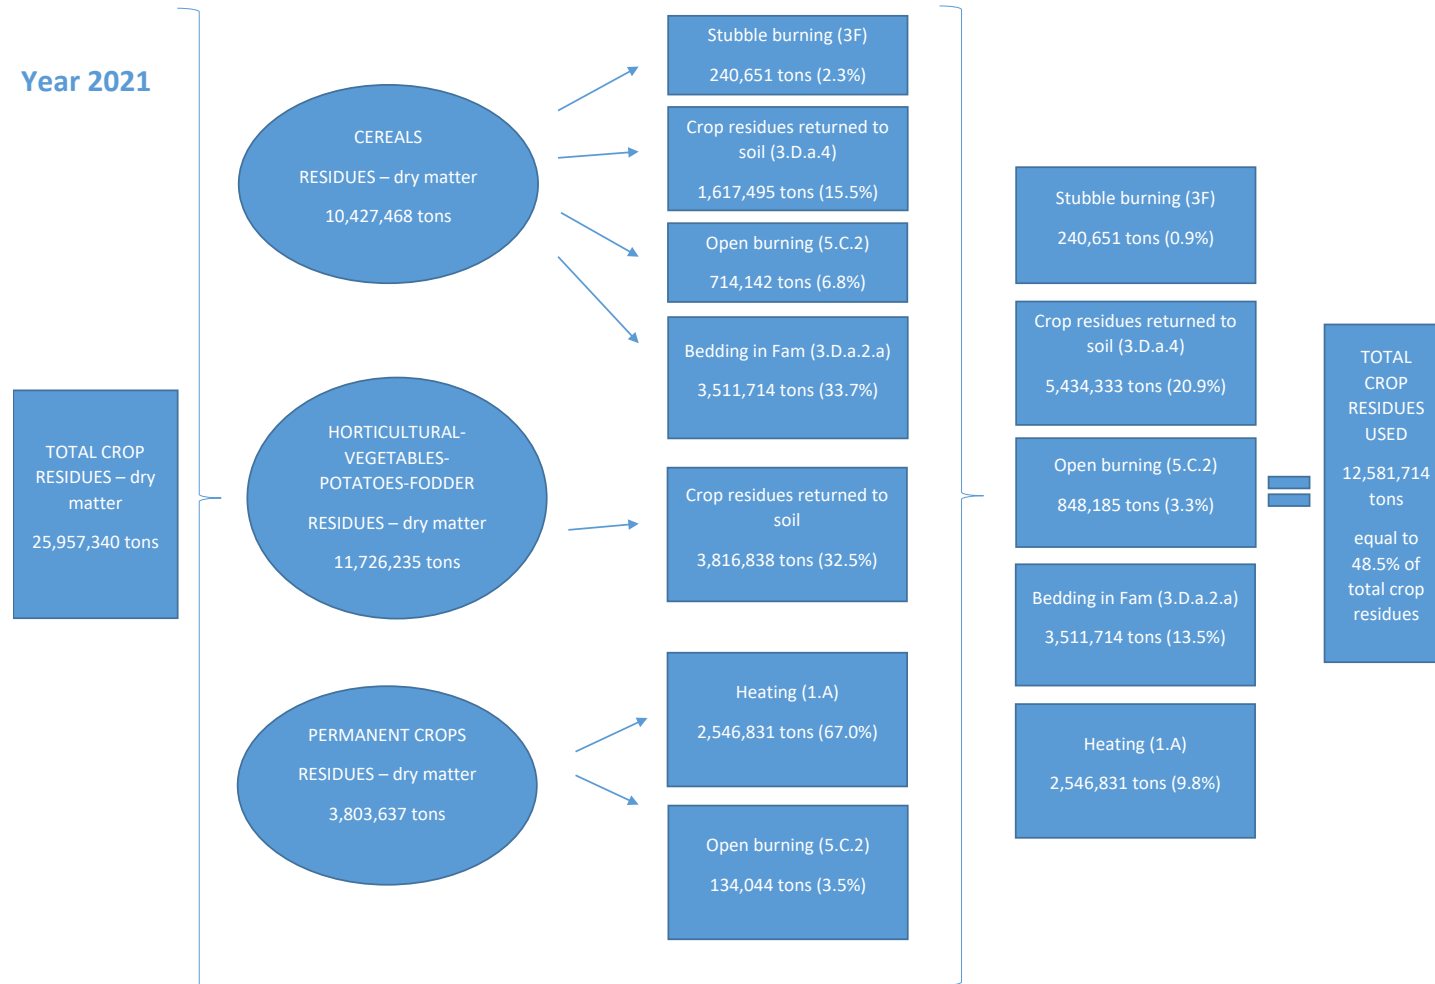 Year 2021
TOTAL CROP
RESIDUES – dry
matter
25,957,340 tons
CEREALS
RESIDUES – dry matter
10,427,468 tons
HORTICULTURAL-
VEGETABLES-
POTATOES-FODDER
RESIDUES – dry matter
11,726,235 tons
PERMANENT CROPS
RESIDUES – dry matter
3,803,637 tons
Stubble burning (3F)
240,651 tons (2.3%)
Crop residues returned to
soil (3.D.a.4)
1,617,495 tons (15.5%)
Open burning (5.C.2)
714,142 tons (6.8%)
Bedding in Fam (3.D.a.2.a)
3,511,714 tons (33.7%)
Crop residues returned to
soil
3,816,838 tons (32.5%)
Heating (1.A)
2,546,831 tons (67.0%)
Open burning (5.C.2)
134,044 tons (3.5%)
Stubble burning (3F)
240,651 tons (0.9%)
Crop residues returned to
soil (3.D.a.4)
5,434,333 tons (20.9%)
Open burning (5.C.2)
848,185 tons (3.3%)
Bedding in Fam (3.D.a.2.a)
3,511,714 tons (13.5%)
Heating (1.A)
2,546,831 tons (9.8%)
TOTAL
CROP
RESIDUES
USED
12,581,714
tons
equal to
48.5% of
total crop
residues